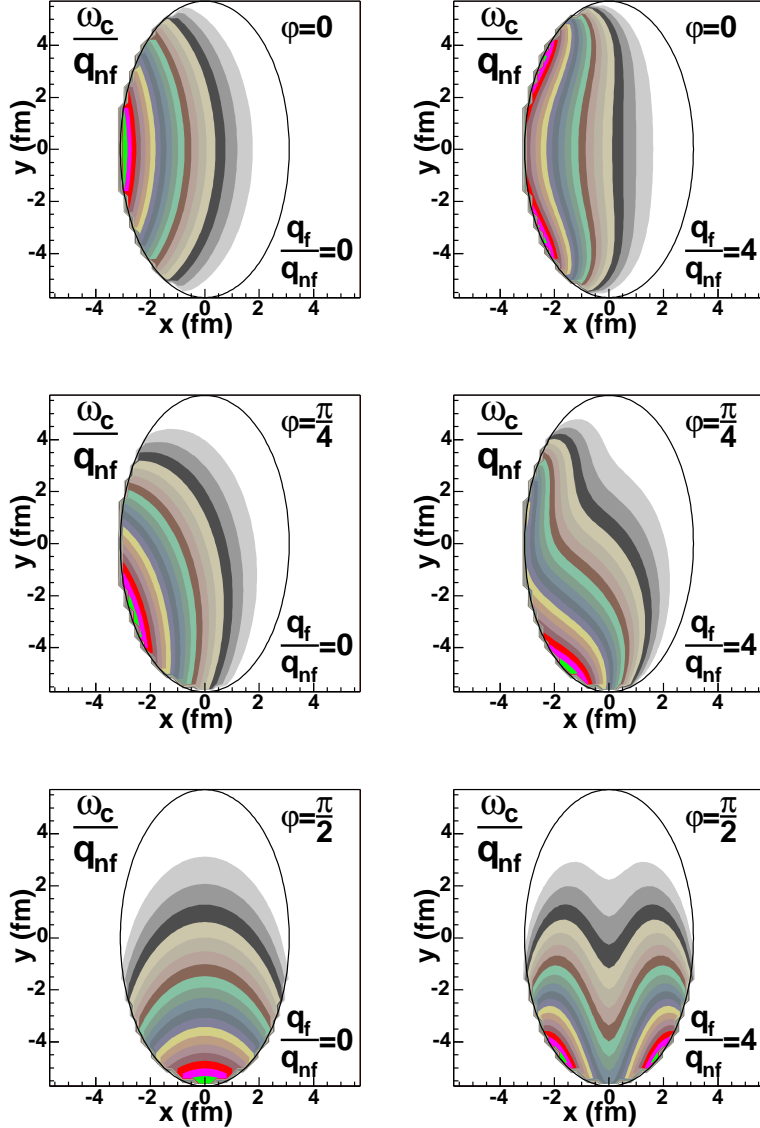 ω_c
q_nf
φ=0
y (fm)
4
2
0
-2
-4
q_f
q_nf =0
-4 -2 0 2 4
x (fm)
ω_c
q_nf
φ=0
y (fm)
4
2
0
-2
-4
q_f
q_nf =4
-4 -2 0 2 4
x (fm)
ω_c
q_nf
φ=π
4
y (fm)
4
2
0
-2
-4
q_f
q_nf =0
-4 -2 0 2 4
x (fm)
ω_c
q_nf
φ=π
4
y (fm)
4
2
0
-2
-4
q_f
q_nf =4
-4 -2 0 2 4
x (fm)
ω_c
q_nf
φ=π
2
y (fm)
4
2
0
-2
-4
q_f
q_nf =0
-4 -2 0 2 4
x (fm)
ω_c
q_nf
φ=π
2
y (fm)
4
2
0
-2
-4
q_f
q_nf =4
-4 -2 0 2 4
x (fm)